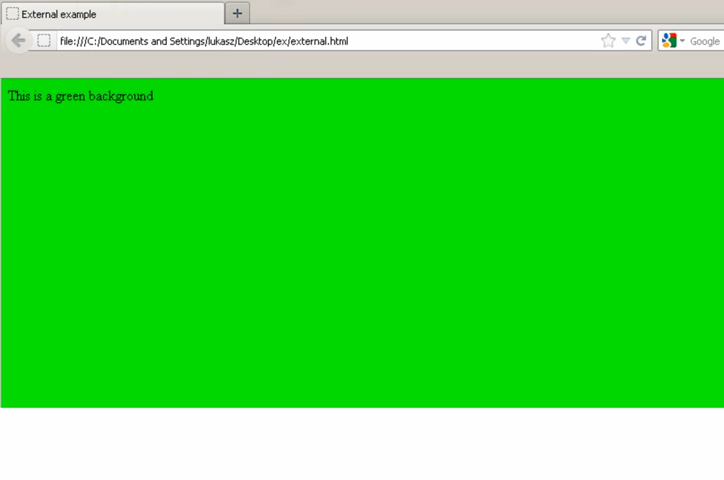 External example
file:///C:/Documents and Settings/lukasz/Desktop/ex/external.html
Google
This is a green background